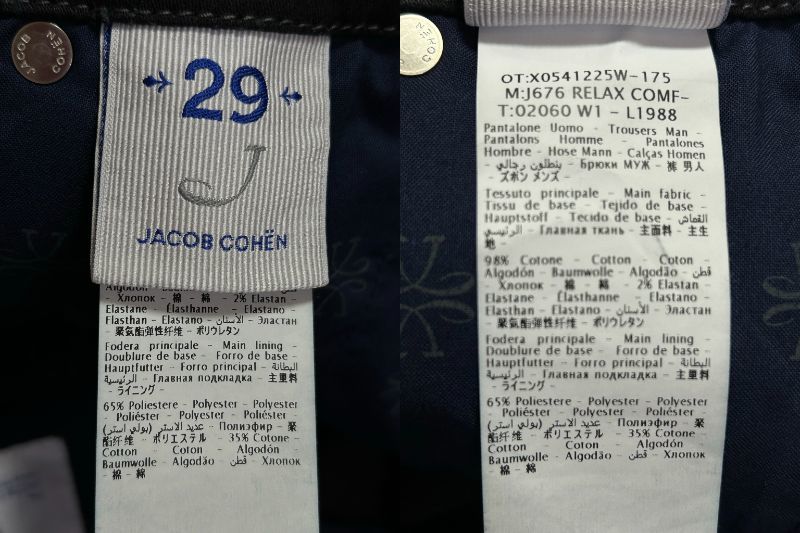 JACOB COHËN
29
J
JACOB COHËN
Хлопок - 棉 - 綿 - 2% Elastan -
Elastane - Élasthanne - Elastano -
Elasthan - Elastano - الأستان - Эластан
- 聚氨酯弹性纤维 - ポリウレタン
Fodera principale - Main lining -
Doublure de base - Forro de base -
Hauptfutter - Forro principal - البطانة
الرئيسية - Главная подкладка - 主里料
- ライニング -
65% Poliestere - Polyester - Polyester
- Poliéster - Polyester - Poliéster -
عديد الاستر (بولي استر) - Полиэфир - 聚
酯纤维 - ポリエステル - 35% Cotone -
Cotton - Coton - Algodón -
Baumwolle - Algodão - قطن - Хлопок
- 棉 - 綿
JACOB COHËN
OT:X0541225W-175
M:J676 RELAX COMF-
T:02060 W1 - L1988
Pantalone Uomo - Trousers Man -
Pantalons Homme - Pantalones
Hombre - Hose Mann - Calças Homen
- بنطلون رجالي - Брюки МУЖ - 裤 男人
- ズボン メンズ -
Tessuto principale - Main fabric -
Tissu de base - Tejido de base -
Hauptstoff - Tecido de base - القماش
الرئيسي - Главная ткань - 主面料 - 主生
地 -
98% Cotone - Cotton - Coton -
Algodón - Baumwolle - Algodão - قطن -
Хлопок - 棉 - 綿 - 2% Elastan -
Elastane - Élasthanne - Elastano -
Elasthan - Elastano - الأستان - Эластан
- 聚氨酯弹性纤维 - ポリウレタン
Fodera principale - Main lining -
Doublure de base - Forro de base -
Hauptfutter - Forro principal - البطانة
الرئيسية - Главная подкладка - 主里料
- ライニング -
65% Poliestere - Polyester - Polyester
- Poliéster - Polyester - Poliéster -
عديد الاستر (بولي استر) - Полиэфир - 聚
酯纤维 - ポリエステル - 35% Cotone -
Cotton - Coton - Algodón -
Baumwolle - Algodão - قطن - Хлопок
- 棉 - 綿